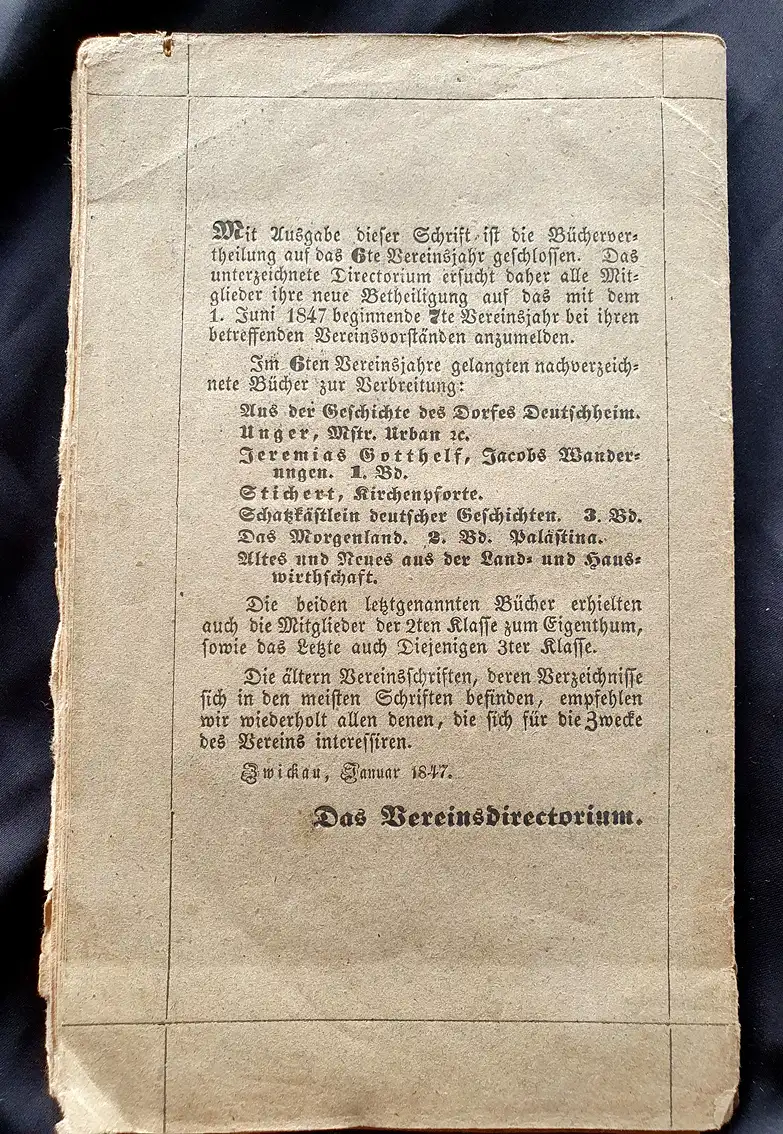 Mit Ausgabe dieser Schrift ist die Bücherver-
theilung auf das 6te Vereinsjahr geschlossen. Das
unterzeichnete Directorium ersucht daher alle Mit-
glieder ihre neue Betheiligung auf das mit dem
1. Juni 1847 beginnende 7te Vereinsjahr bei ihren
betreffenden Vereinsvorständen anzumelden.
Im 6ten Vereinsjahre gelangten nachverzeich-
nete Bücher zur Verbreitung:
Aus der Geschichte des Dorfes Deutschheim.
Unger, Mstr. Urban ꝛc.
Jeremias Gotthelf, Jacobs Wander-
ungen. 1. Bd.
Stichert, Kirchenpforte.
Schatzkästlein deutscher Geschichten. 3. Bd.
Das Morgenland. 2. Bd. Palästina.
Altes und Neues aus der Land- und Haus-
wirthschaft.
Die beiden letztgenannten Bücher erhielten
auch die Mitglieder der 2ten Klasse zum Eigenthum,
sowie das Letzte auch Diejenigen 3ter Klasse.
Die ältern Vereinsschriften, deren Verzeichnisse
sich in den meisten Schriften befinden, empfehlen
wir wiederholt allen denen, die sich für die Zwecke
des Vereins interessiren.
Zwickau, Januar 1847.
Das Vereinsdirectorium.